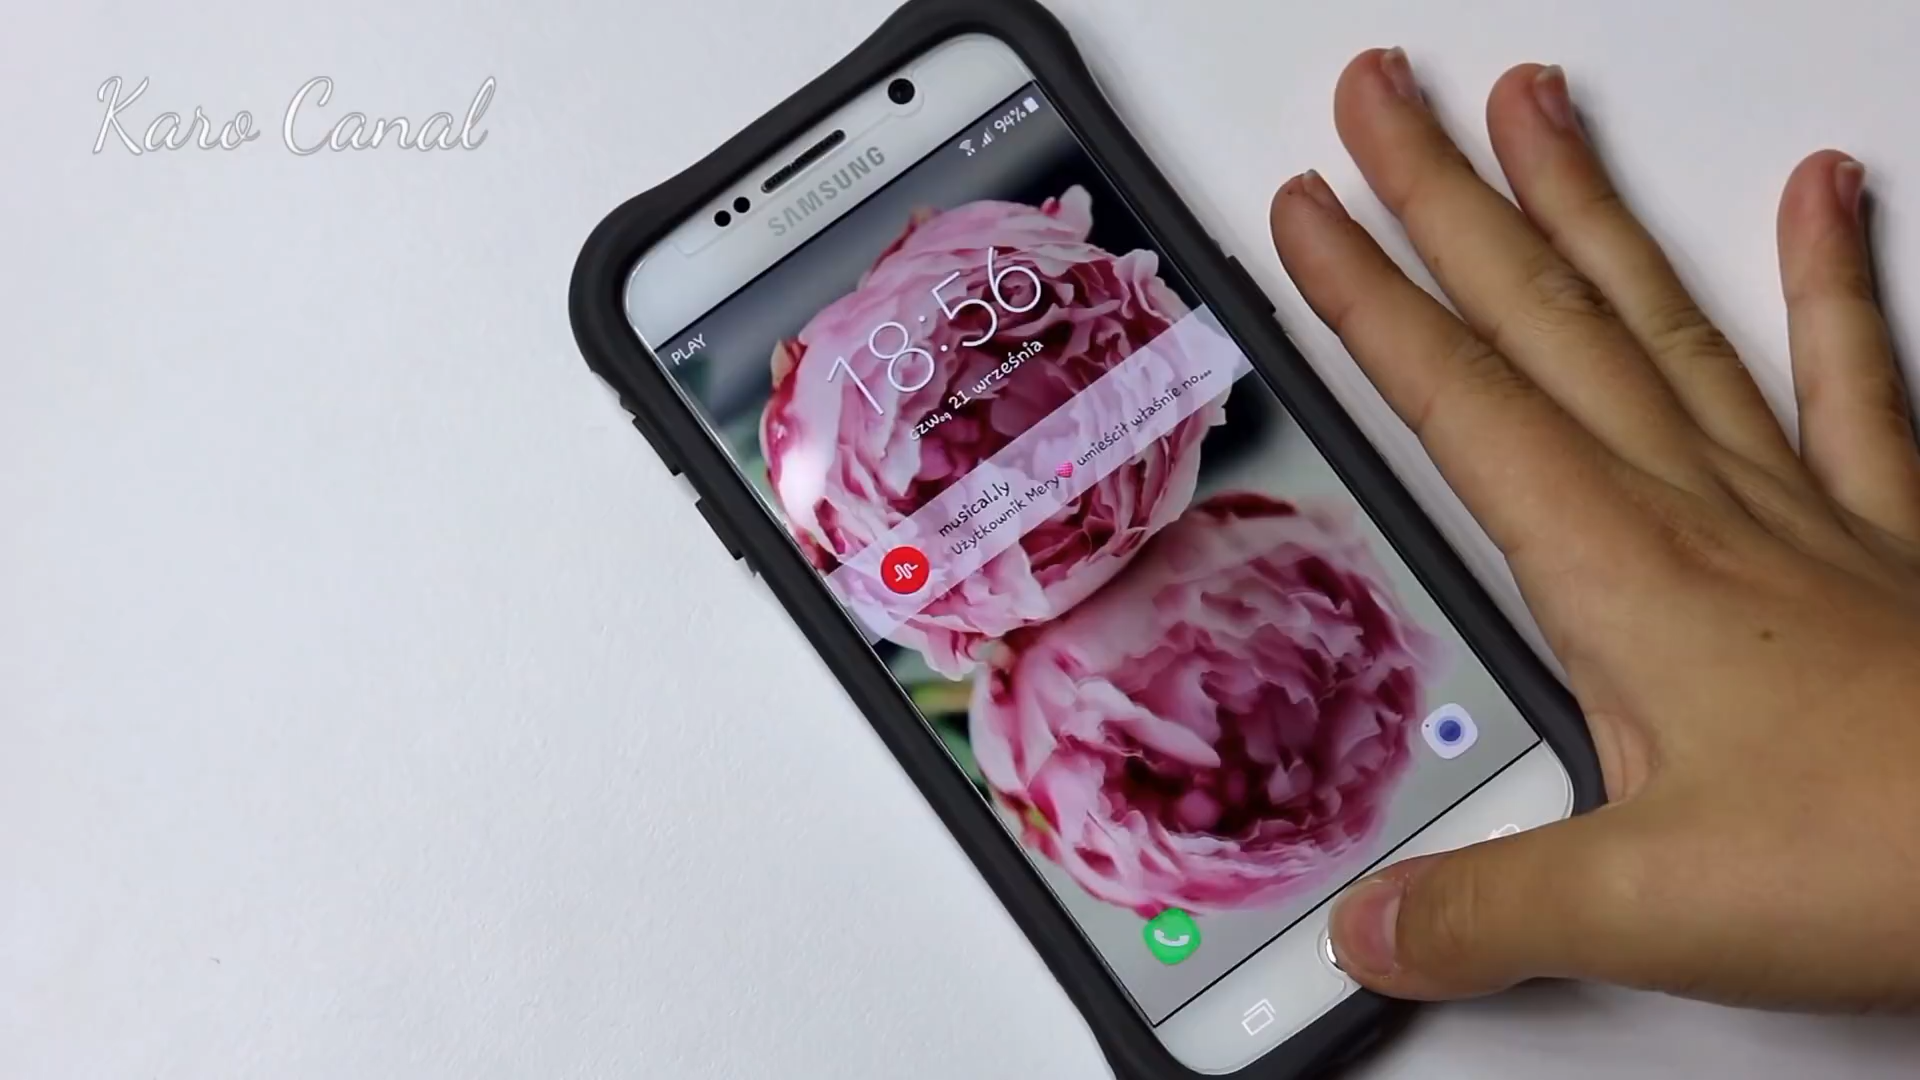 Karo Canal
SAMSUNG
PLAY
94%
18:56
czw., 21 września
musical.ly
Użytkownik Mery💗 umieścił właśnie no...